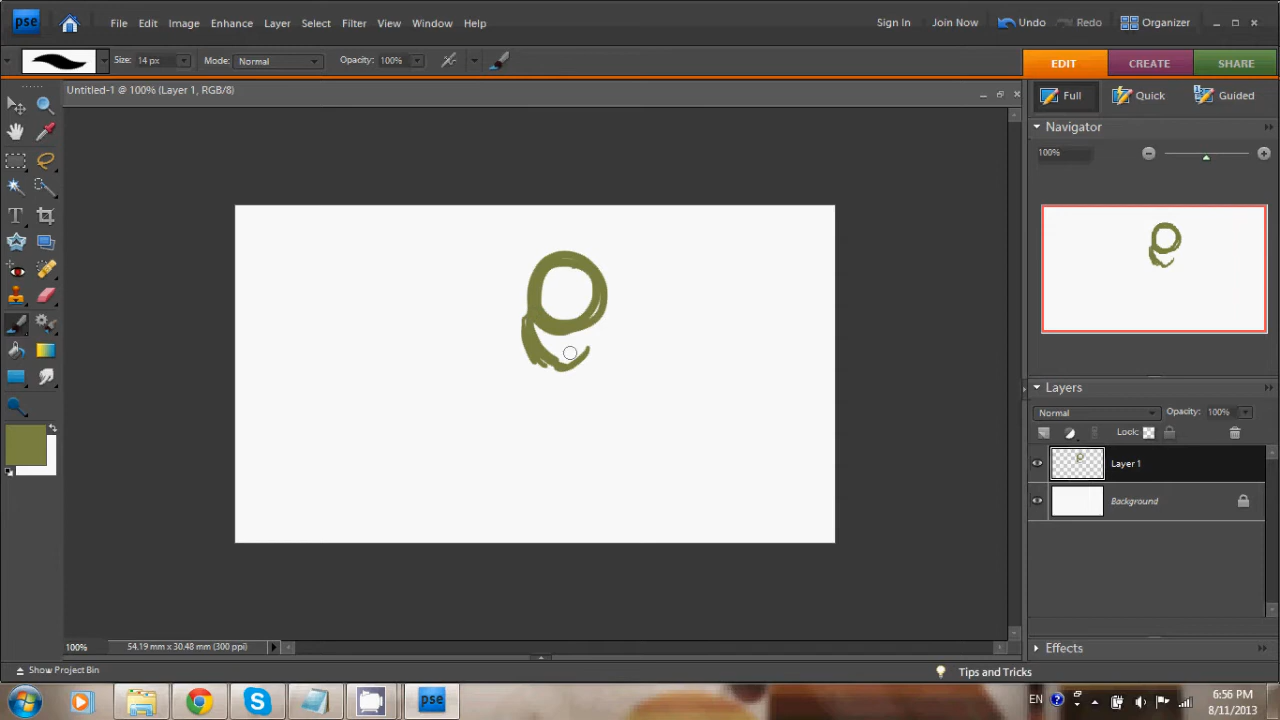 pse File Edit Image Enhance Layer Select Filter View Window Help Sign In Join Now Undo Redo Organizer
Size: 14 px Mode: Normal Opacity: 100% EDIT CREATE SHARE
Untitled-1 @ 100% (Layer 1, RGB/8)
Full Quick Guided
Navigator
100%
T
Layers
Normal Opacity: 100%
Lock:
Layer 1
Background
100% 54.19 mm x 30.48 mm (300 ppi)
Effects
Show Project Bin Tips and Tricks
pse EN 6:56 PM
8/11/2013